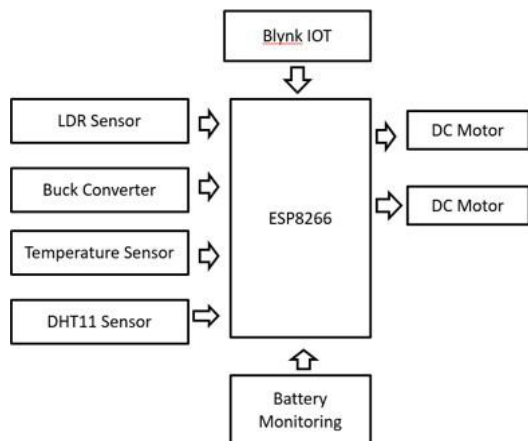 Blynk IOT
LDR Sensor
DC Motor
Buck Converter
DC Motor
ESP8266
Temperature Sensor
DHT11 Sensor
Battery
Monitoring